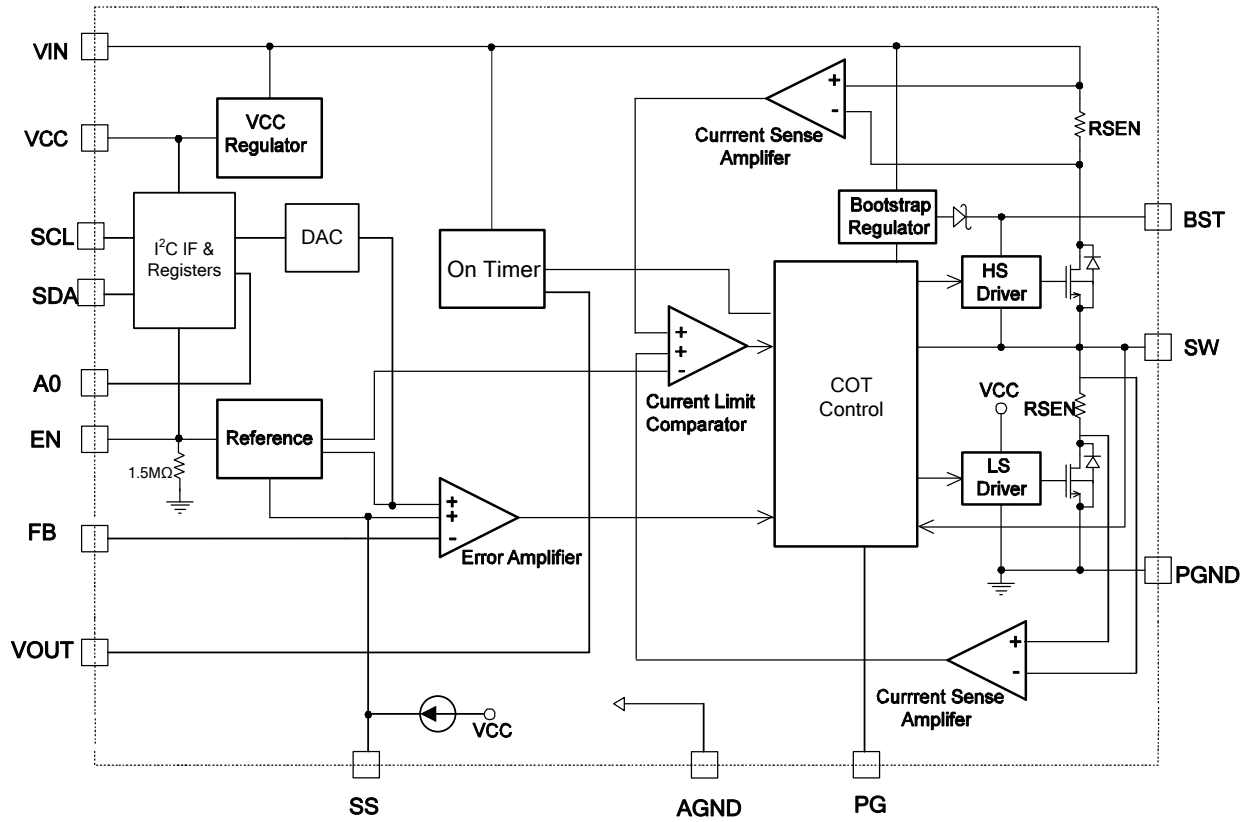 VIN
VCC
Regulator
VCC
SCL
SDA
I²C IF &
Registers
DAC
On Timer
Currrent Sense
Amplifer
+
-
RSEN
Bootstrap
Regulator
BST
HS
Driver
SW
A0
EN
1.5MΩ
Reference
+
+
-
Current Limit
Comparator
COT
Control
VCC
RSEN
LS
Driver
FB
+
+
-
Error Amplifier
PGND
VOUT
VCC
+
-
Currrent Sense
Amplifer
SS
AGND
PG